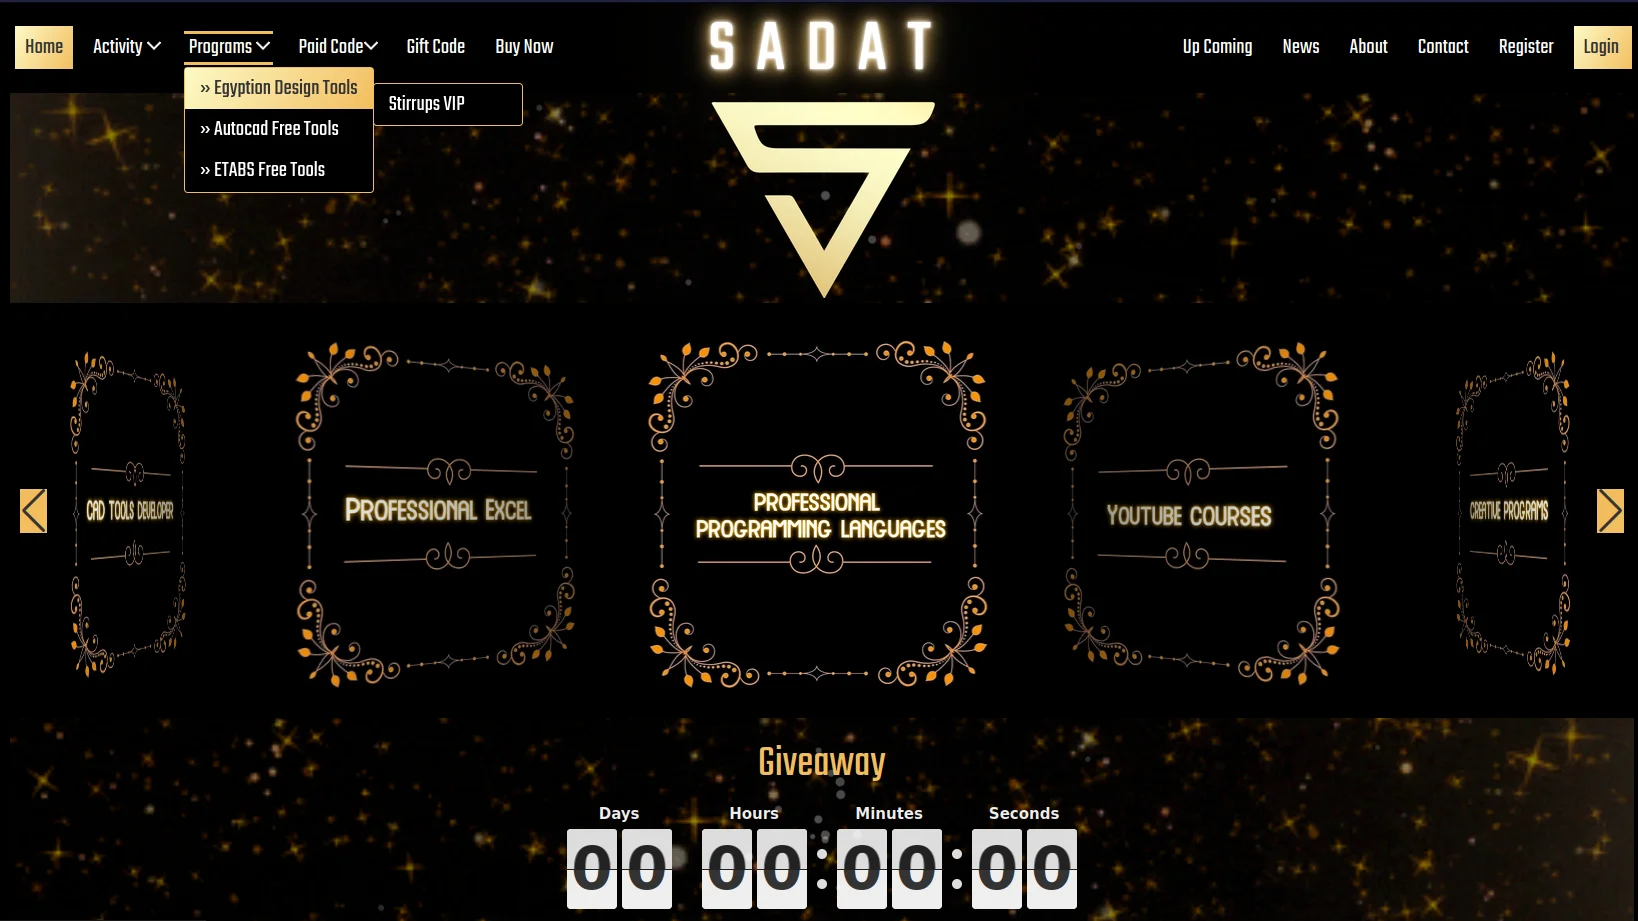 Home
Activity
Programs
Paid Code
Gift Code
Buy Now
SADAT
Up Coming
News
About
Contact
Register
Login
» Egyption Design Tools
Stirrups VIP
» Autocad Free Tools
» ETABS Free Tools
CAD TOOLS DEVELOPER
PROFESSIONAL EXCEL
PROFESSIONAL
PROGRAMMING LANGUAGES
YOUTUBE COURSES
CREATIVE PROGRAMS
Giveaway
Days Hours Minutes Seconds
00 00 : 00 : 00